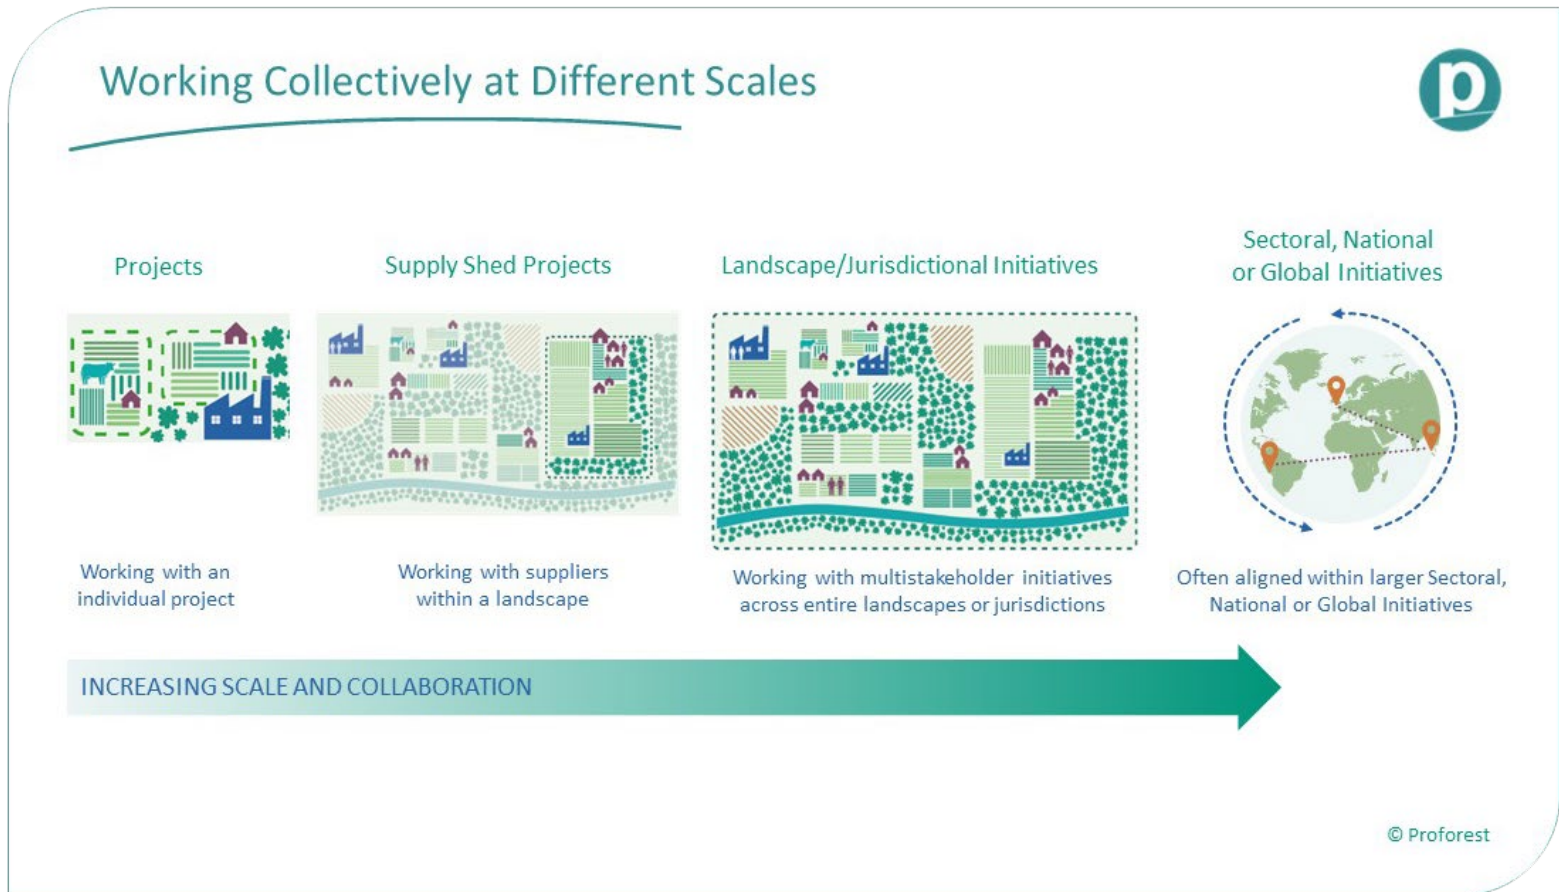 Working Collectively at Different Scales
p
Projects
Supply Shed Projects
Landscape/Jurisdictional Initiatives
Sectoral, National
or Global Initiatives
Working with an
individual project
Working with suppliers
within a landscape
Working with multistakeholder initiatives
across entire landscapes or jurisdictions
Often aligned within larger Sectoral,
National or Global Initiatives
INCREASING SCALE AND COLLABORATION
© Proforest